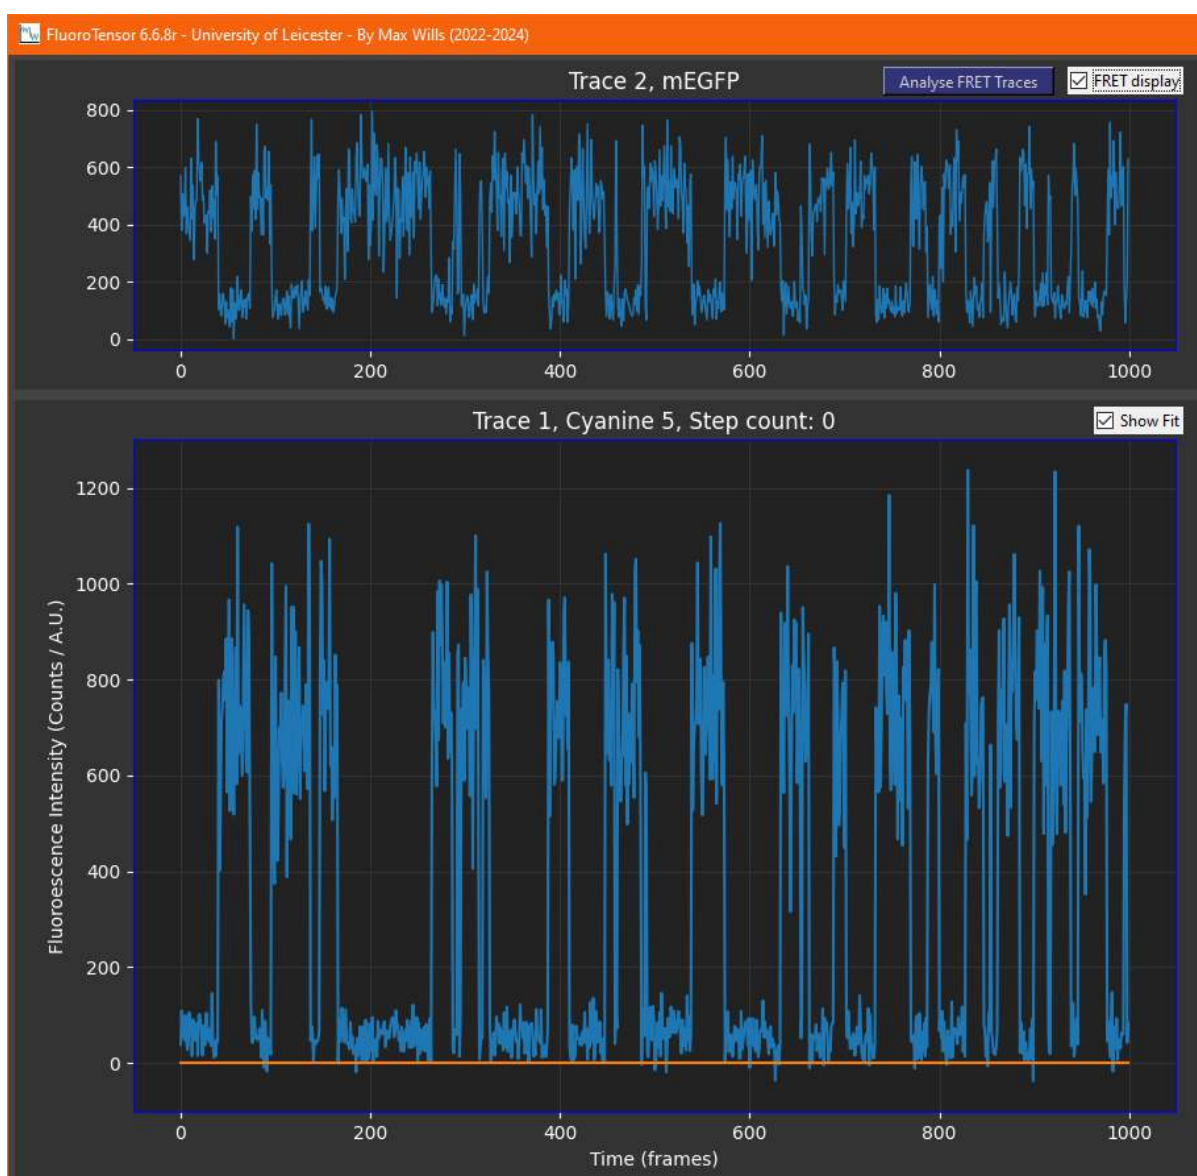 FluoroTensor 6.6.8r - University of Leicester - By Max Wills (2022-2024)
Trace 2, mEGFP
Analyse FRET Traces
FRET display
800
600
400
200
0
0 200 400 600 800 1000
Trace 1, Cyanine 5, Step count: 0
Show Fit
Fluoroescence Intensity (Counts / A.U.)
1200
1000
800
600
400
200
0
0 200 400 600 800 1000
Time (frames)